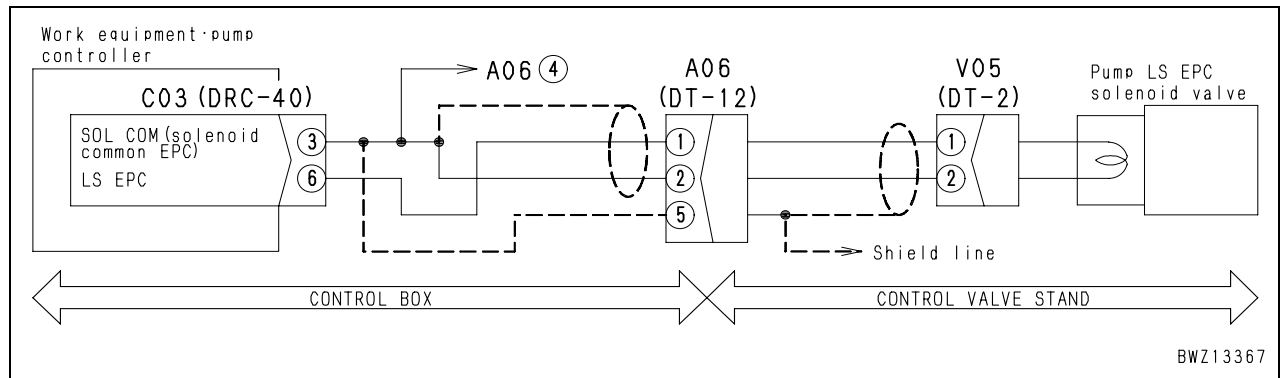 Work equipment·pump
controller
A06 ④
A06
(DT-12)
V05
(DT-2)
Pump LS EPC
solenoid valve
C03 (DRC-40)
SOL COM (solenoid
common EPC)
LS EPC
③
⑥
①
②
⑤
①
②
Shield line
CONTROL BOX
CONTROL VALVE STAND
BWZ13367